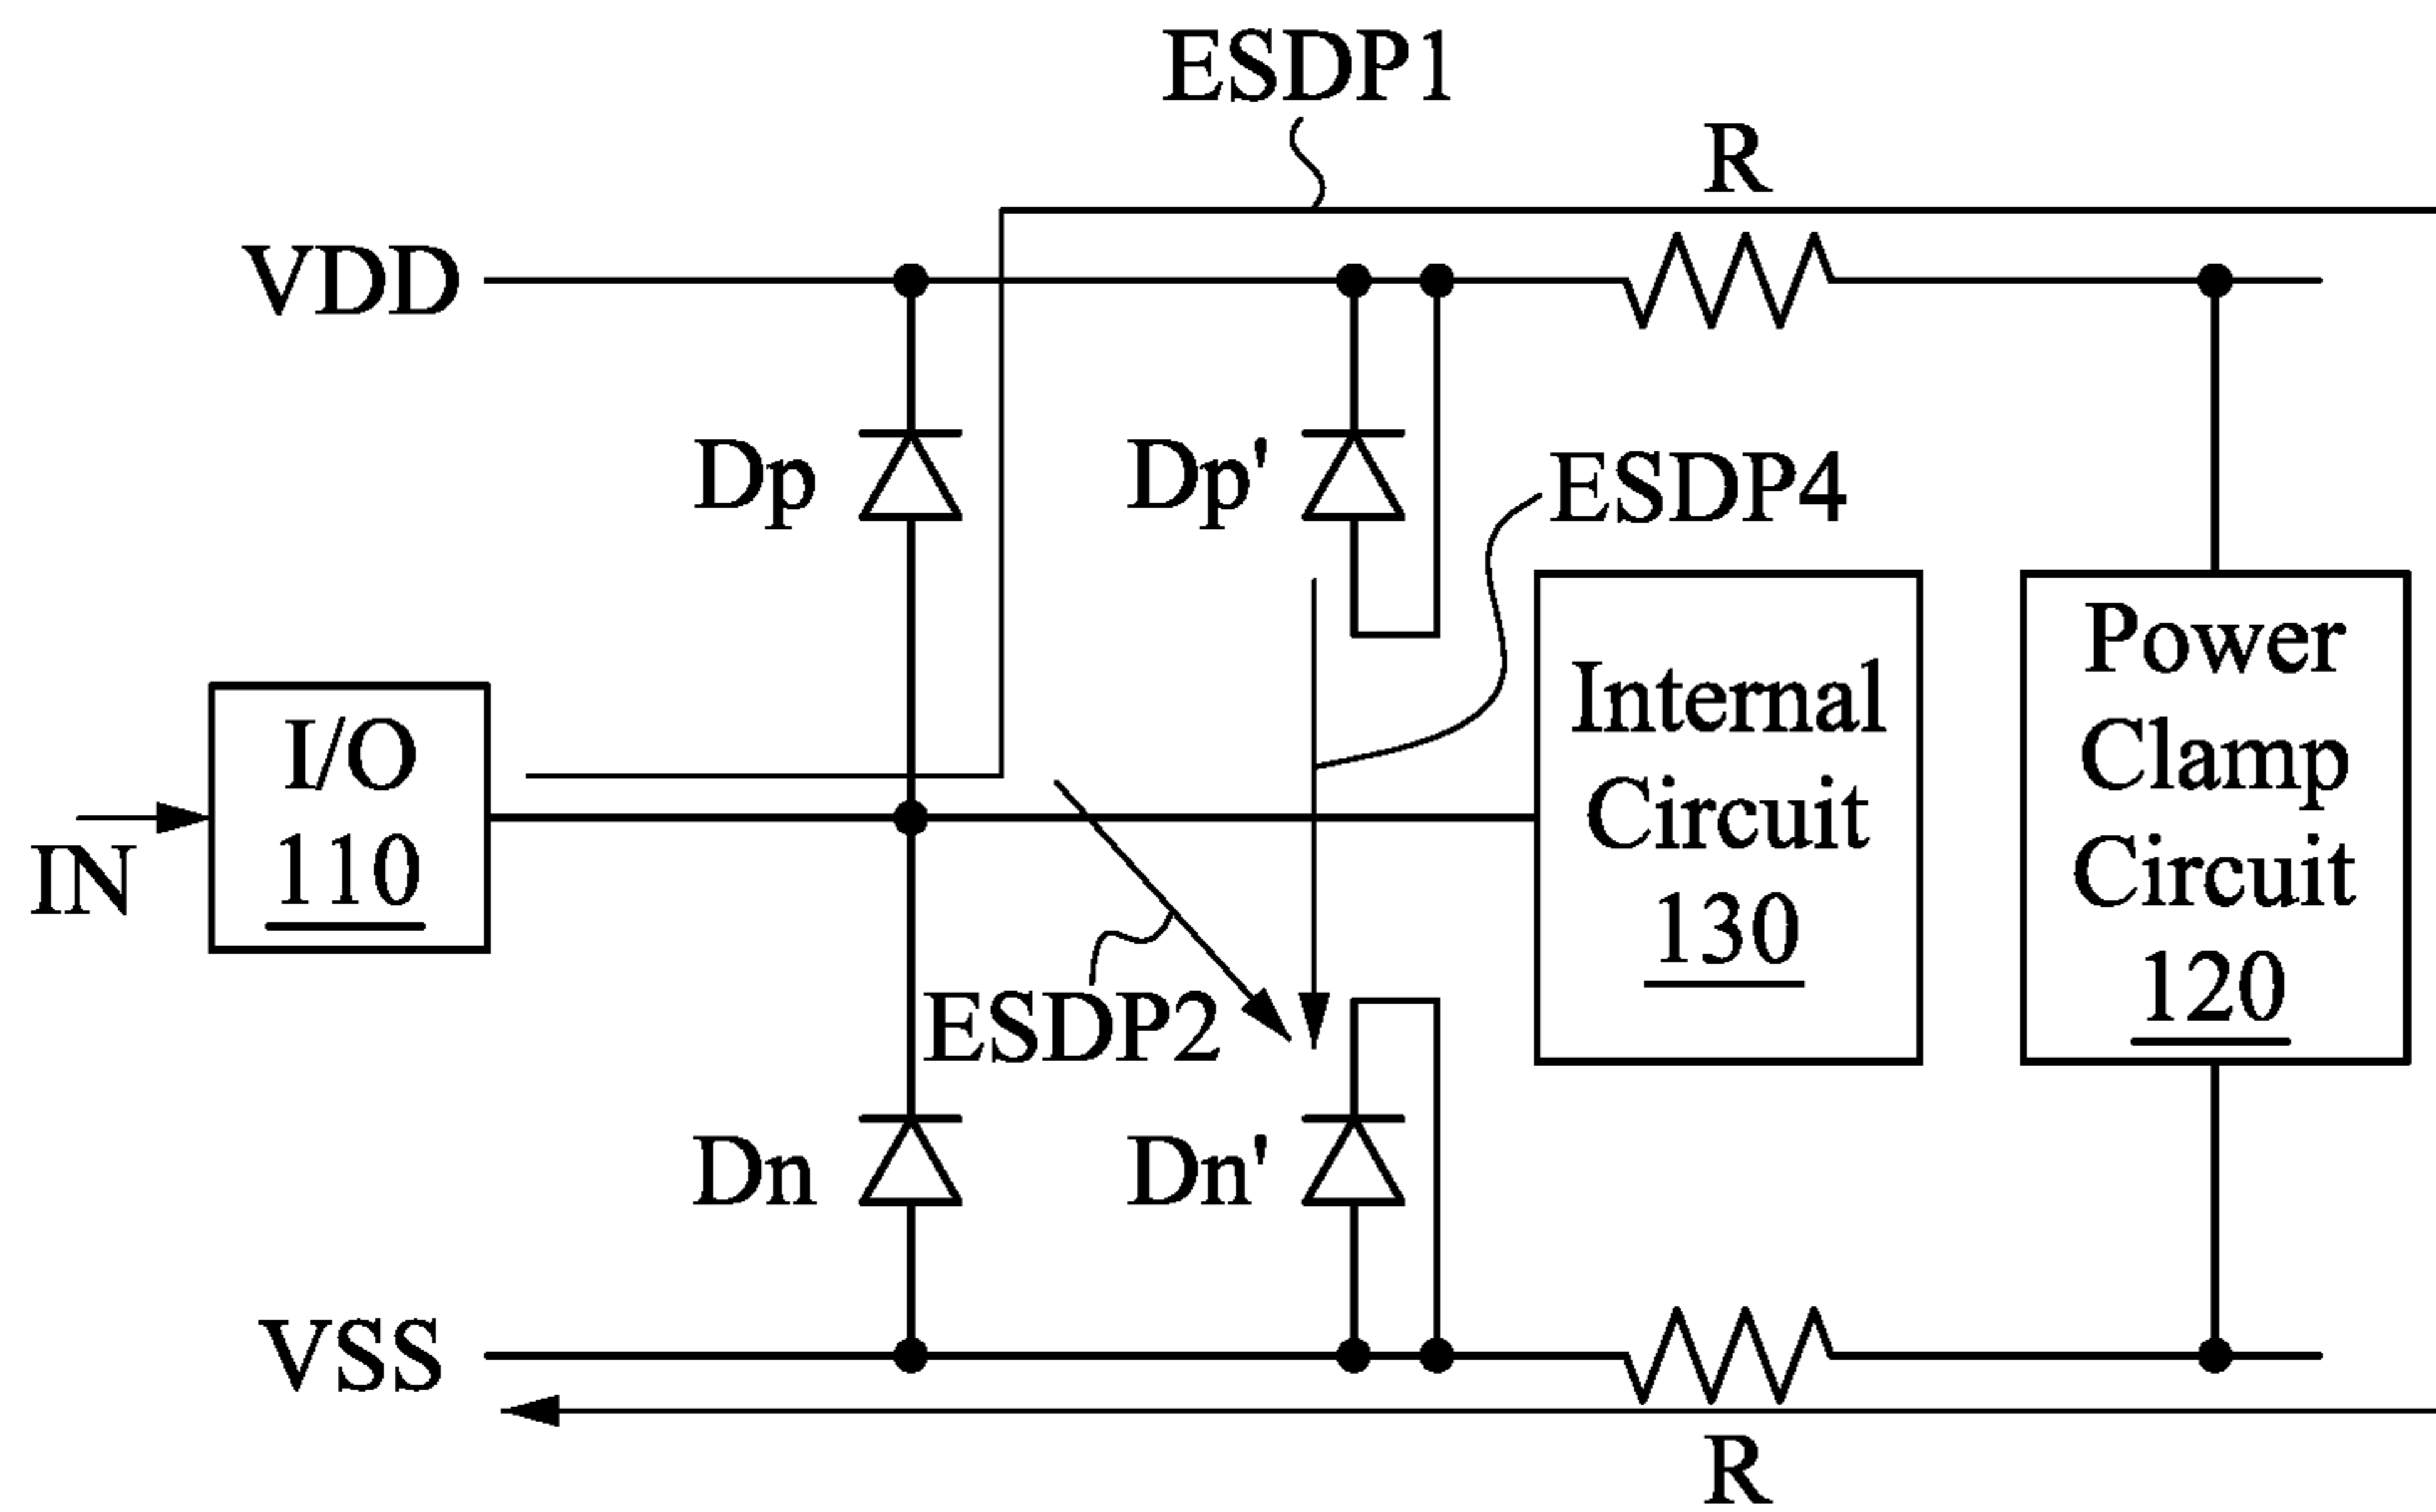 ESDP1
R
VDD
Dp
Dp'
ESDP4
I/O
110
IN
Internal
Circuit
130
Power
Clamp
Circuit
120
ESDP2
Dn
Dn'
VSS
R